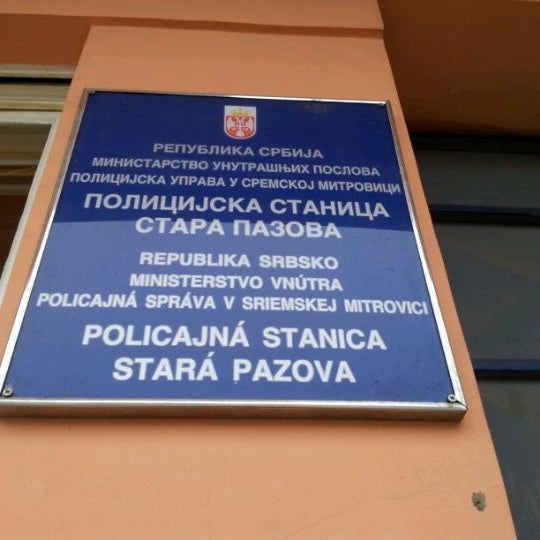 РЕПУБЛИКА СРБИЈА
МИНИСТАРСТВО УНУТРАШЊИХ ПОСЛОВА
ПОЛИЦИЈСКА УПРАВА У СРЕМСКОЈ МИТРОВИЦИ
ПОЛИЦИЈСКА СТАНИЦА
СТАРА ПАЗОВА
REPUBLIKA SRBSKO
MINISTERSTVO VNÚTRA
POLICAJNÁ SPRÁVA V SRIEMSKEJ MITROVICI
POLICAJNÁ STANICA
STARÁ PAZOVA